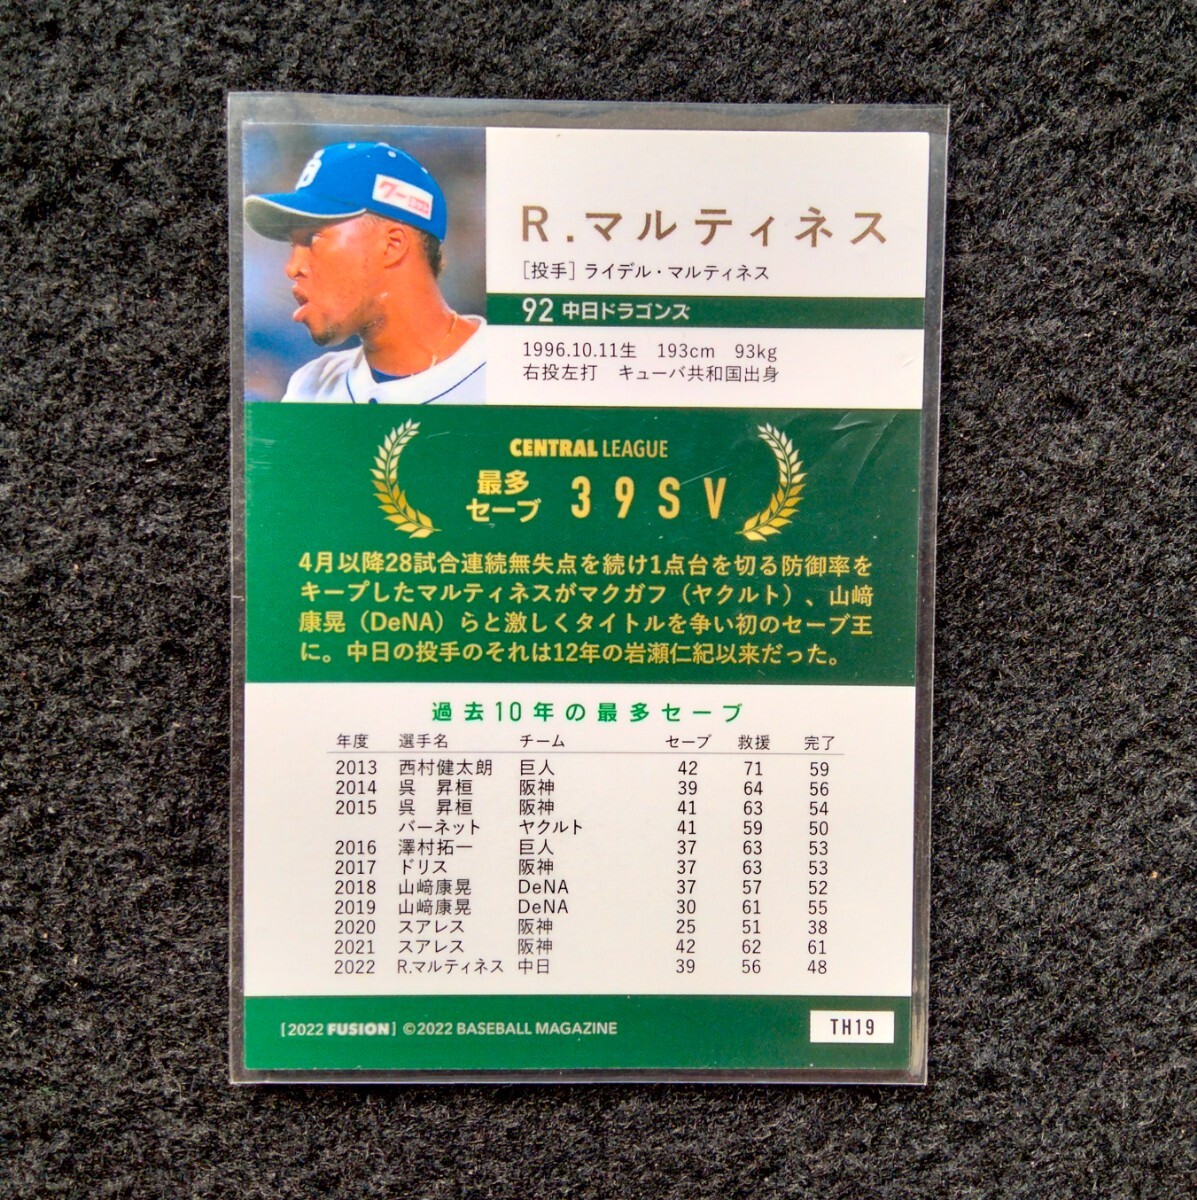 R.マルティネス
[投手] ライデル・マルティネス
92 中日ドラゴンズ
1996.10.11生 193cm 93kg
右投左打 キューバ共和国出身
CENTRAL LEAGUE
最多
セーブ 39SV
4月以降28試合連続無失点を続け1点台を切る防御率を
キープしたマルティネスがマクガフ（ヤクルト）、山﨑
康晃（DeNA）らと激しくタイトルを争い初のセーブ王
に。中日の投手のそれは12年の岩瀬仁紀以来だった。
過去10年の最多セーブ
年度 選手名 チーム セーブ 救援 完了
2013 西村健太朗 巨人 42 71 59
2014 呉 昇桓 阪神 39 64 56
2015 呉 昇桓 阪神 41 63 54
バーネット ヤクルト 41 59 50
2016 澤村拓一 巨人 37 63 53
2017 ドリス 阪神 37 63 53
2018 山﨑康晃 DeNA 37 57 52
2019 山﨑康晃 DeNA 30 61 55
2020 スアレス 阪神 25 51 38
2021 スアレス 阪神 42 62 61
2022 R.マルティネス 中日 39 56 48
[2022 FUSION] ©2022 BASEBALL MAGAZINE
TH19